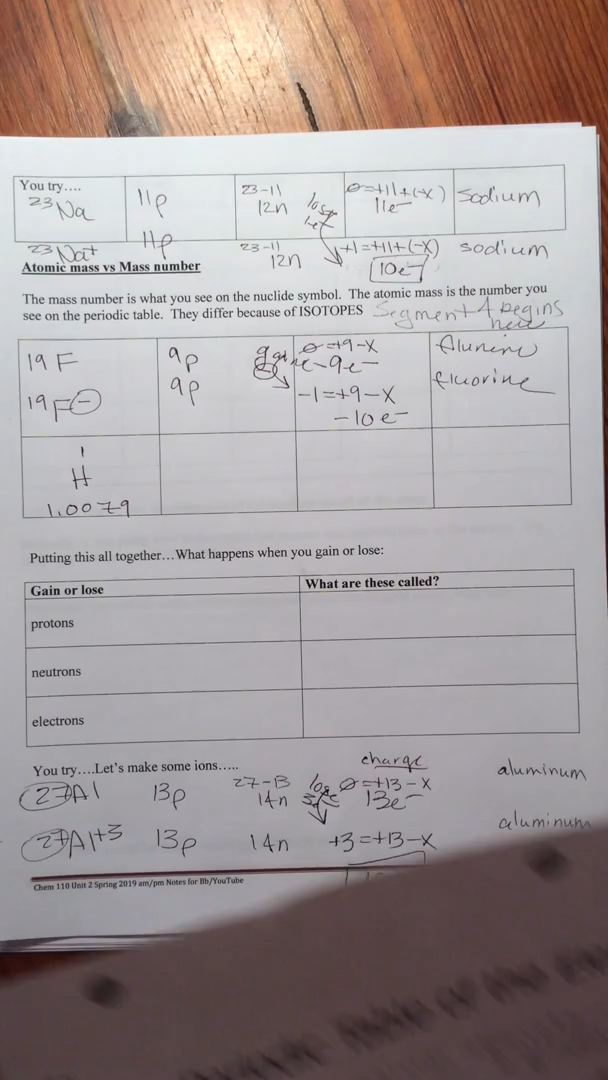 You try....
23Na 11p 23-11 12n lose 1e- 0=+11+(-x) 11e- sodium
23Na+ 11p 23-11 12n +1=+11+(-x) 10e- sodium
Atomic mass vs Mass number
The mass number is what you see on the nuclide symbol. The atomic mass is the number you
see on the periodic table. They differ because of ISOTOPES Segment 4 begins
here
19 F 9p gain e- 0=+9-x 9e-
19 F- 9p -1=+9-x -10e- fluorine
1
H
1.0079
Putting this all together…What happens when you gain or lose:
Gain or lose What are these called?
protons
neutrons
electrons
You try….Let's make some ions…..
charge
27Al 13p 27-13 14n lose 0=+13-x 13e- aluminum
27Al+3 13p 14n +3=+13-x aluminum
Chem 110 Unit 2 Spring 2019 am/pm Notes for Bb/YouTube